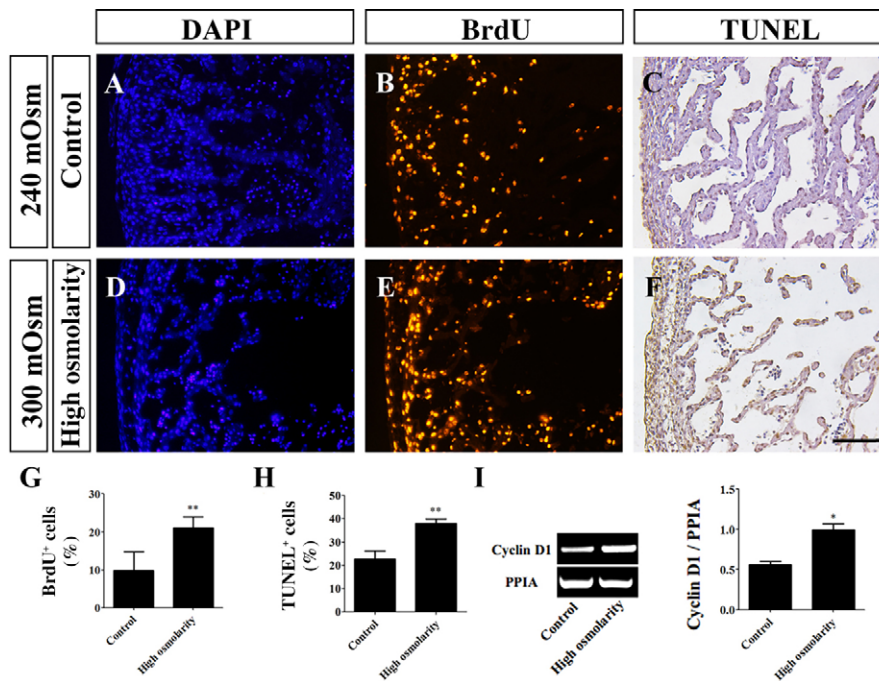 DAPI BrdU TUNEL
240 mOsm
Control
A B C
300 mOsm
High osmolarity
D E F
G
BrdU⁺ cells
(%)
30
20
10
0
**
Control
High osmolarity
H
TUNEL⁺ cells
(%)
50
40
30
20
10
0
**
Control
High osmolarity
I
Cyclin D1
PPIA
Control
High osmolarity
Cyclin D1 / PPIA
1.5
1.0
0.5
0.0
*
Control
High osmolarity